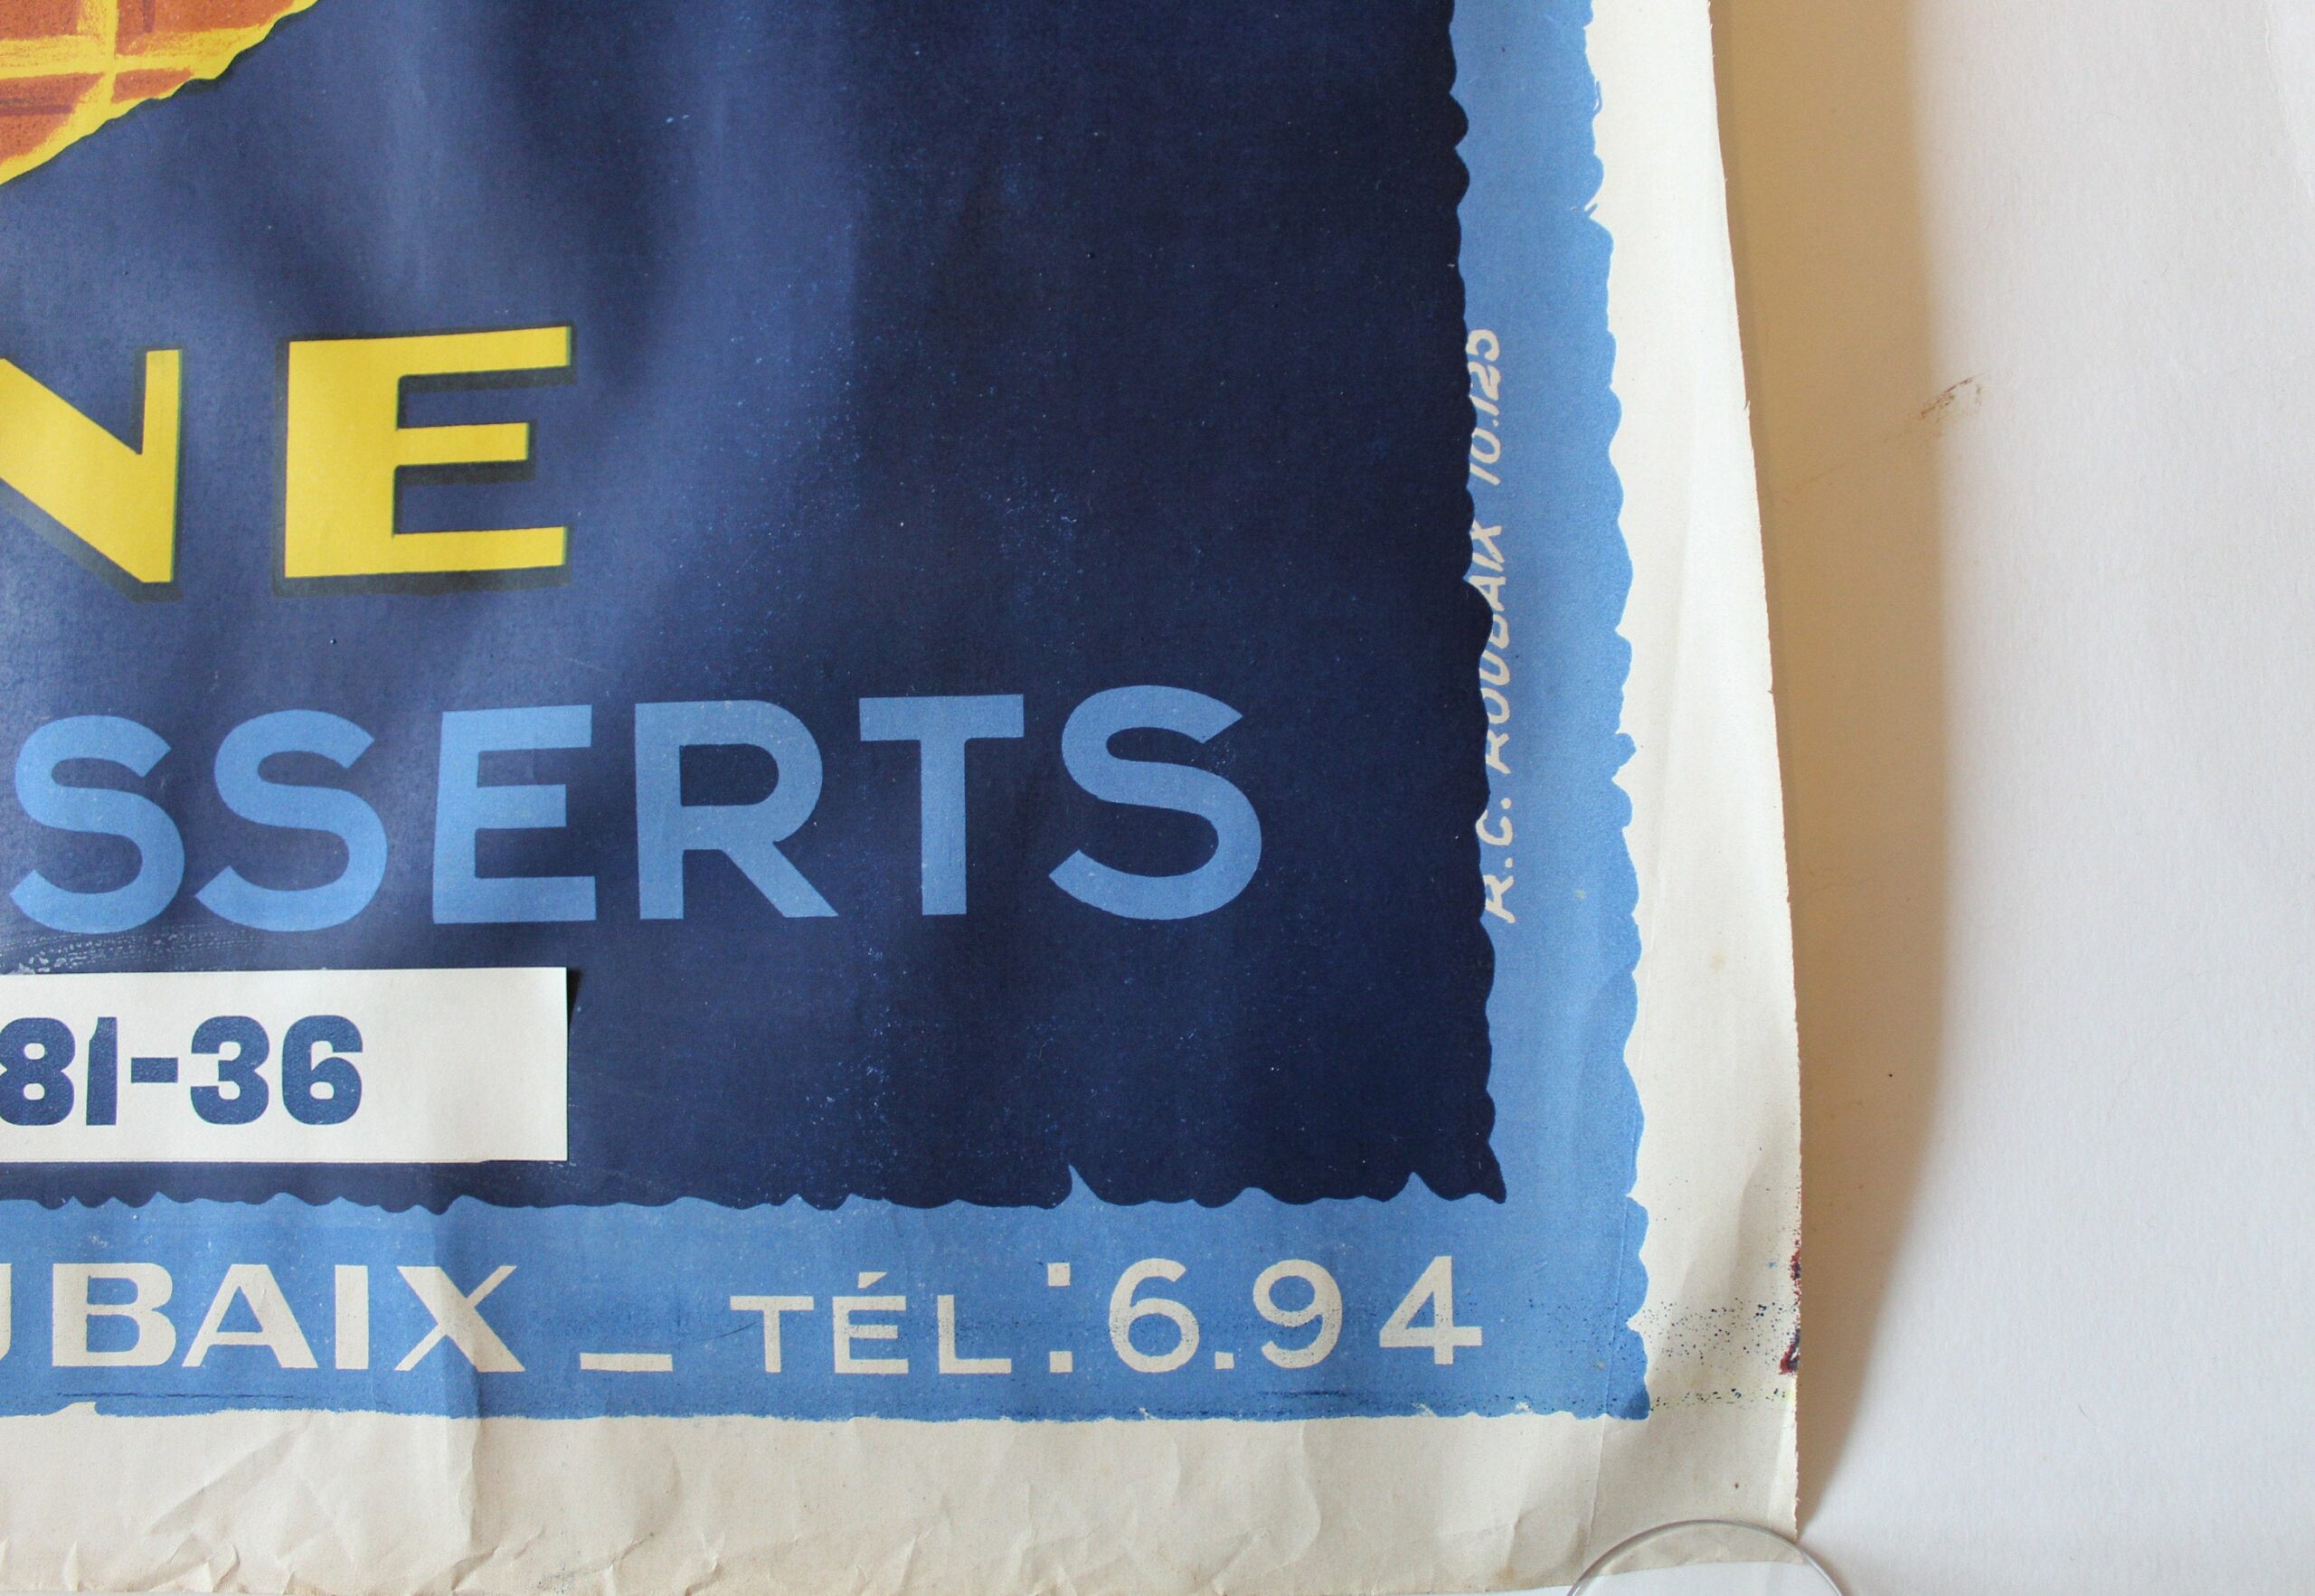 NE
SSERTS
81-36
UBAIX _ TÉL:6.94
R.C. ROUBAIX 10.125